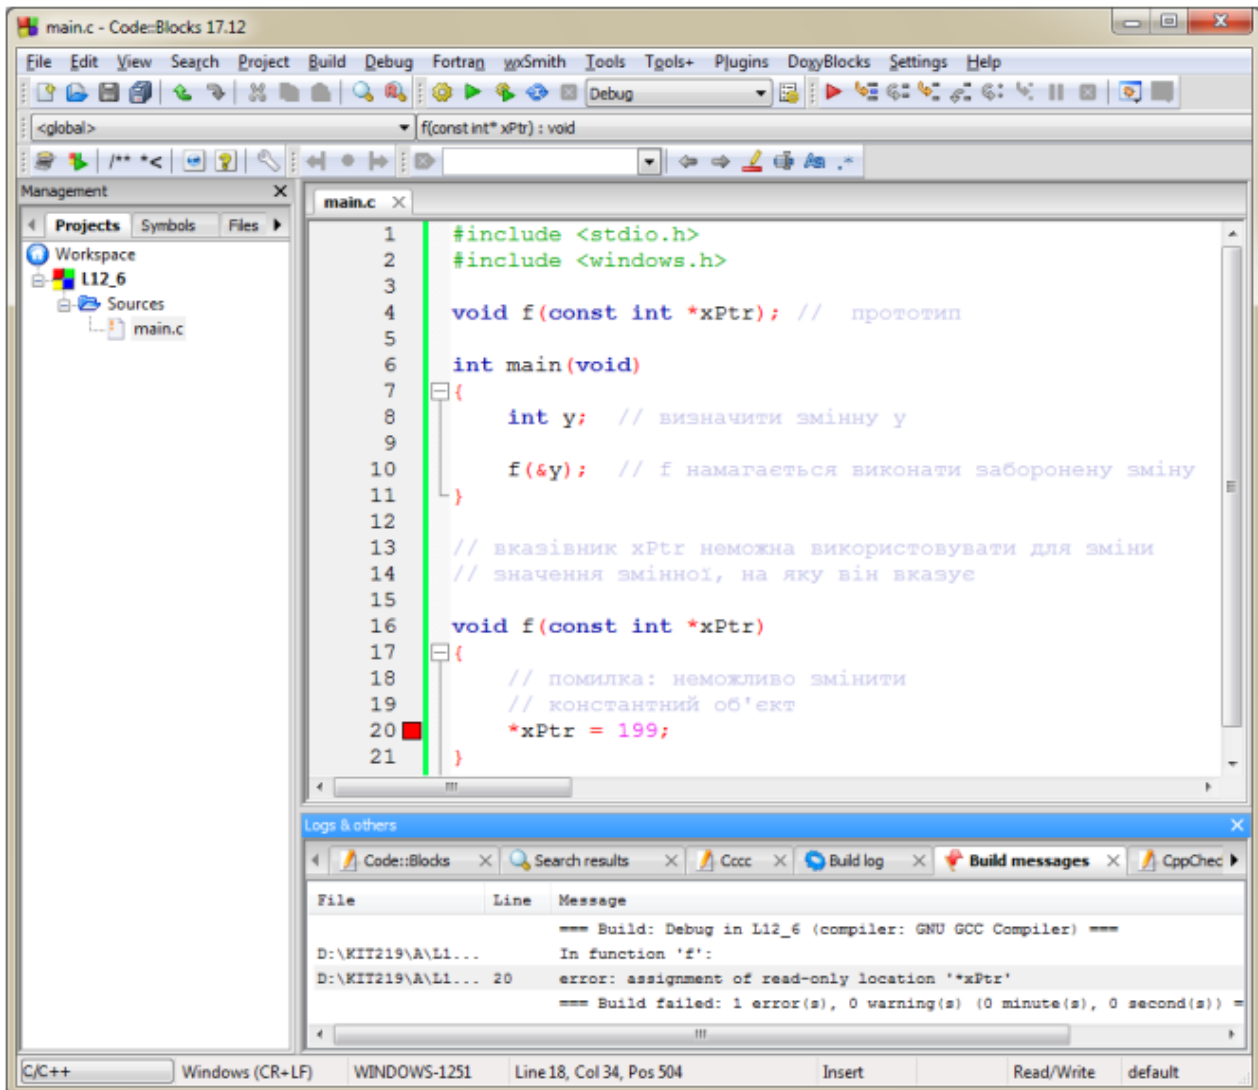 main.c - Code::Blocks 17.12
File Edit View Search Project Build Debug Fortran wxSmith Tools Tools+ Plugins DoxyBlocks Settings Help
Debug
<global> f(const int* xPtr) : void
/** *<
Management
main.c
Projects Symbols Files
Workspace
L12_6
Sources
main.c
1 #include <stdio.h>
2 #include <windows.h>
3
4 void f(const int *xPtr); // прототип
5
6 int main(void)
7 {
8 int y; // визначити змінну y
9
10 f(&y); // f намагається виконати заборонену зміну
11 }
12
13 // вказівник xPtr неможна використовувати для зміни
14 // значення змінної, на яку він вказує
15
16 void f(const int *xPtr)
17 {
18 // помилка: неможливо змінити
19 // константний об'єкт
20 *xPtr = 199;
21 }
Logs & others
Code::Blocks Search results Cccc Build log Build messages CppChec
File Line Message
=== Build: Debug in L12_6 (compiler: GNU GCC Compiler) ===
D:\KIT219\A\L1... In function 'f':
D:\KIT219\A\L1... 20 error: assignment of read-only location '*xPtr'
=== Build failed: 1 error(s), 0 warning(s) (0 minute(s), 0 second(s)) =
C/C++ Windows (CR+LF) WINDOWS-1251 Line 18, Col 34, Pos 504 Insert Read/Write default